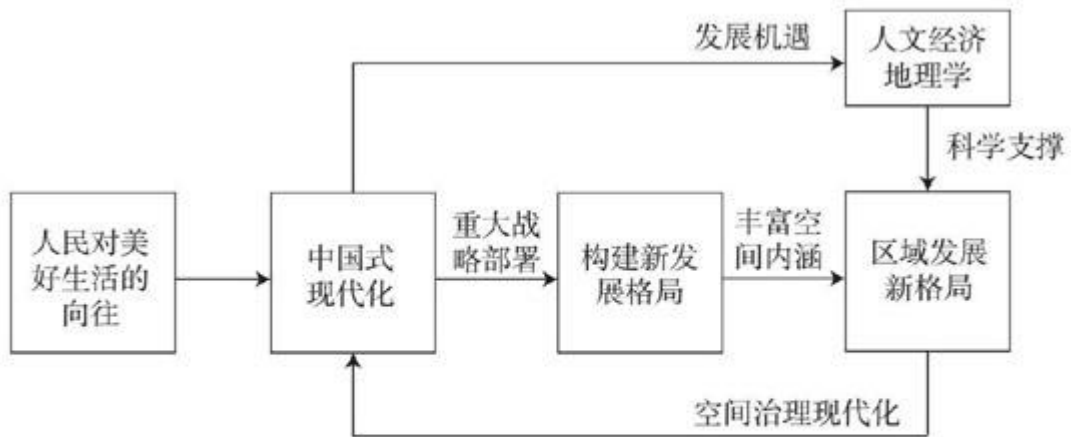 发展机遇
人文经济
地理学
科学支撑
人民对美
好生活的
向往
中国式
现代化
重大战
略部署
构建新发
展格局
丰富空
间内涵
区域发展
新格局
空间治理现代化